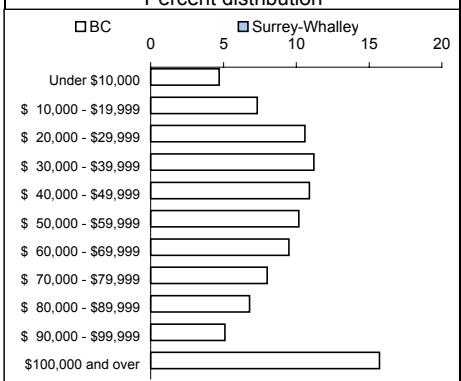 Percent distribution
BC Surrey-Whalley
0 5 10 15 20
Under $10,000
$ 10,000 - $19,999
$ 20,000 - $29,999
$ 30,000 - $39,999
$ 40,000 - $49,999
$ 50,000 - $59,999
$ 60,000 - $69,999
$ 70,000 - $79,999
$ 80,000 - $89,999
$ 90,000 - $99,999
$100,000 and over